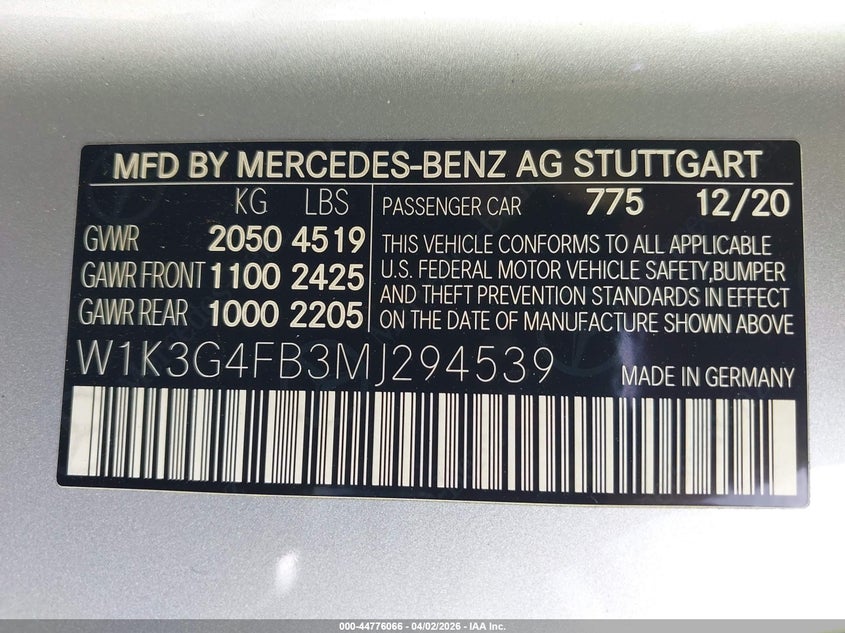 MFD BY MERCEDES-BENZ AG STUTTGART
KG LBS
GVWR 2050 4519
GAWR FRONT 1100 2425
GAWR REAR 1000 2205
PASSENGER CAR 775 12/20
THIS VEHICLE CONFORMS TO ALL APPLICABLE
U.S. FEDERAL MOTOR VEHICLE SAFETY,BUMPER
AND THEFT PREVENTION STANDARDS IN EFFECT
ON THE DATE OF MANUFACTURE SHOWN ABOVE
W1K3G4FB3MJ294539
MADE IN GERMANY
000-44776066 - 04/02/2026 - IAA Inc.